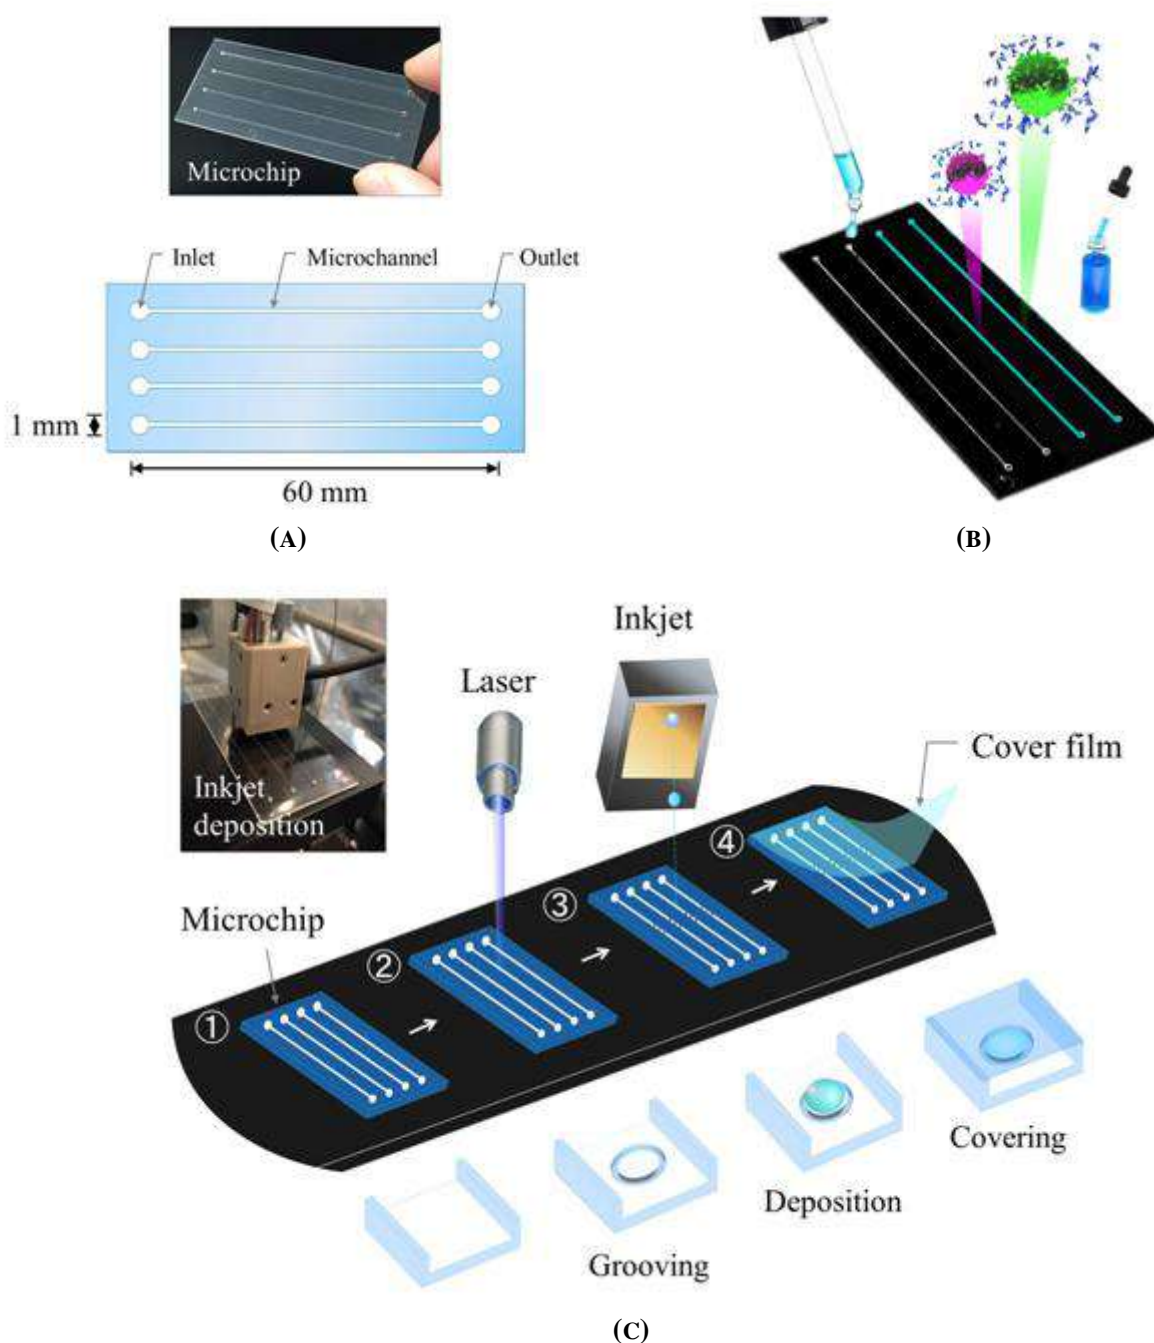 Microchip
Inlet
Microchannel
Outlet
1 mm
60 mm
(A)
(B)
Inkjet
Laser
Cover film
Inkjet
deposition
④
③
Microchip
②
①
Covering
Deposition
Grooving
(C)